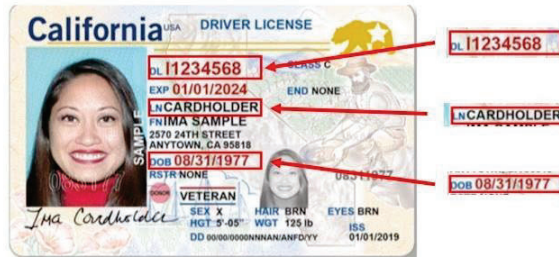 California USA DRIVER LICENSE
DL I1234568 CLASS C
EXP 01/01/2024 END NONE
LN CARDHOLDER
FN IMA SAMPLE
2570 24TH STREET
ANYTOWN, CA 95818
DOB 08/31/1977
RSTR NONE 08311977
DONOR VETERAN
SEX X HAIR BRN EYES BRN
HGT 5'-05" WGT 125 lb ISS
DD 00/00/0000NNNAN/ANFD/YY 01/01/2019
SAMPLE
Ima Cardholder
DL I1234568
LN CARDHOLDER
DOB 08/31/1977